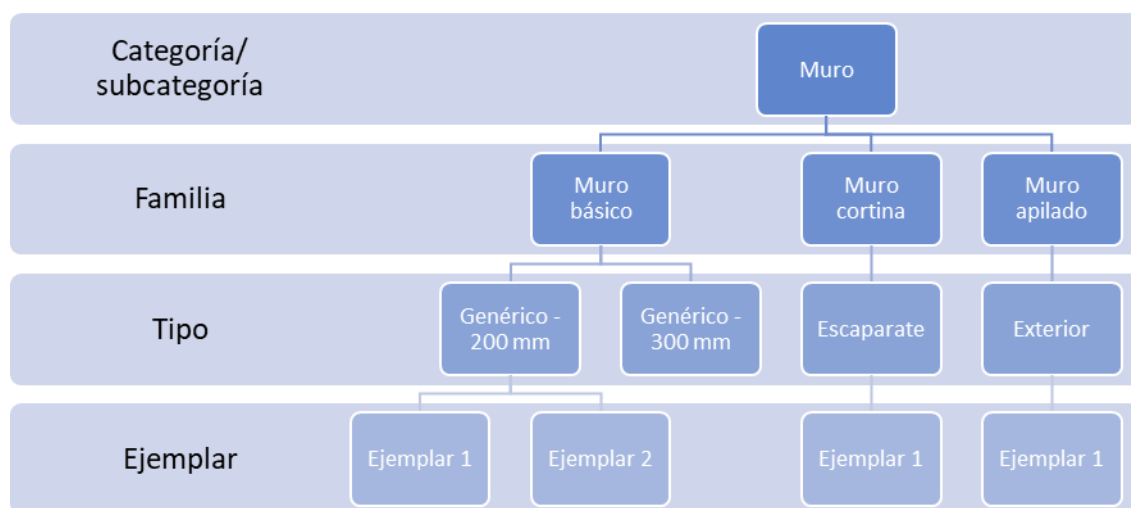 Categoría/
subcategoría
Muro
Familia
Muro
básico
Muro
cortina
Muro
apilado
Tipo
Genérico -
200 mm
Genérico -
300 mm
Escaparate
Exterior
Ejemplar
Ejemplar 1
Ejemplar 2
Ejemplar 1
Ejemplar 1